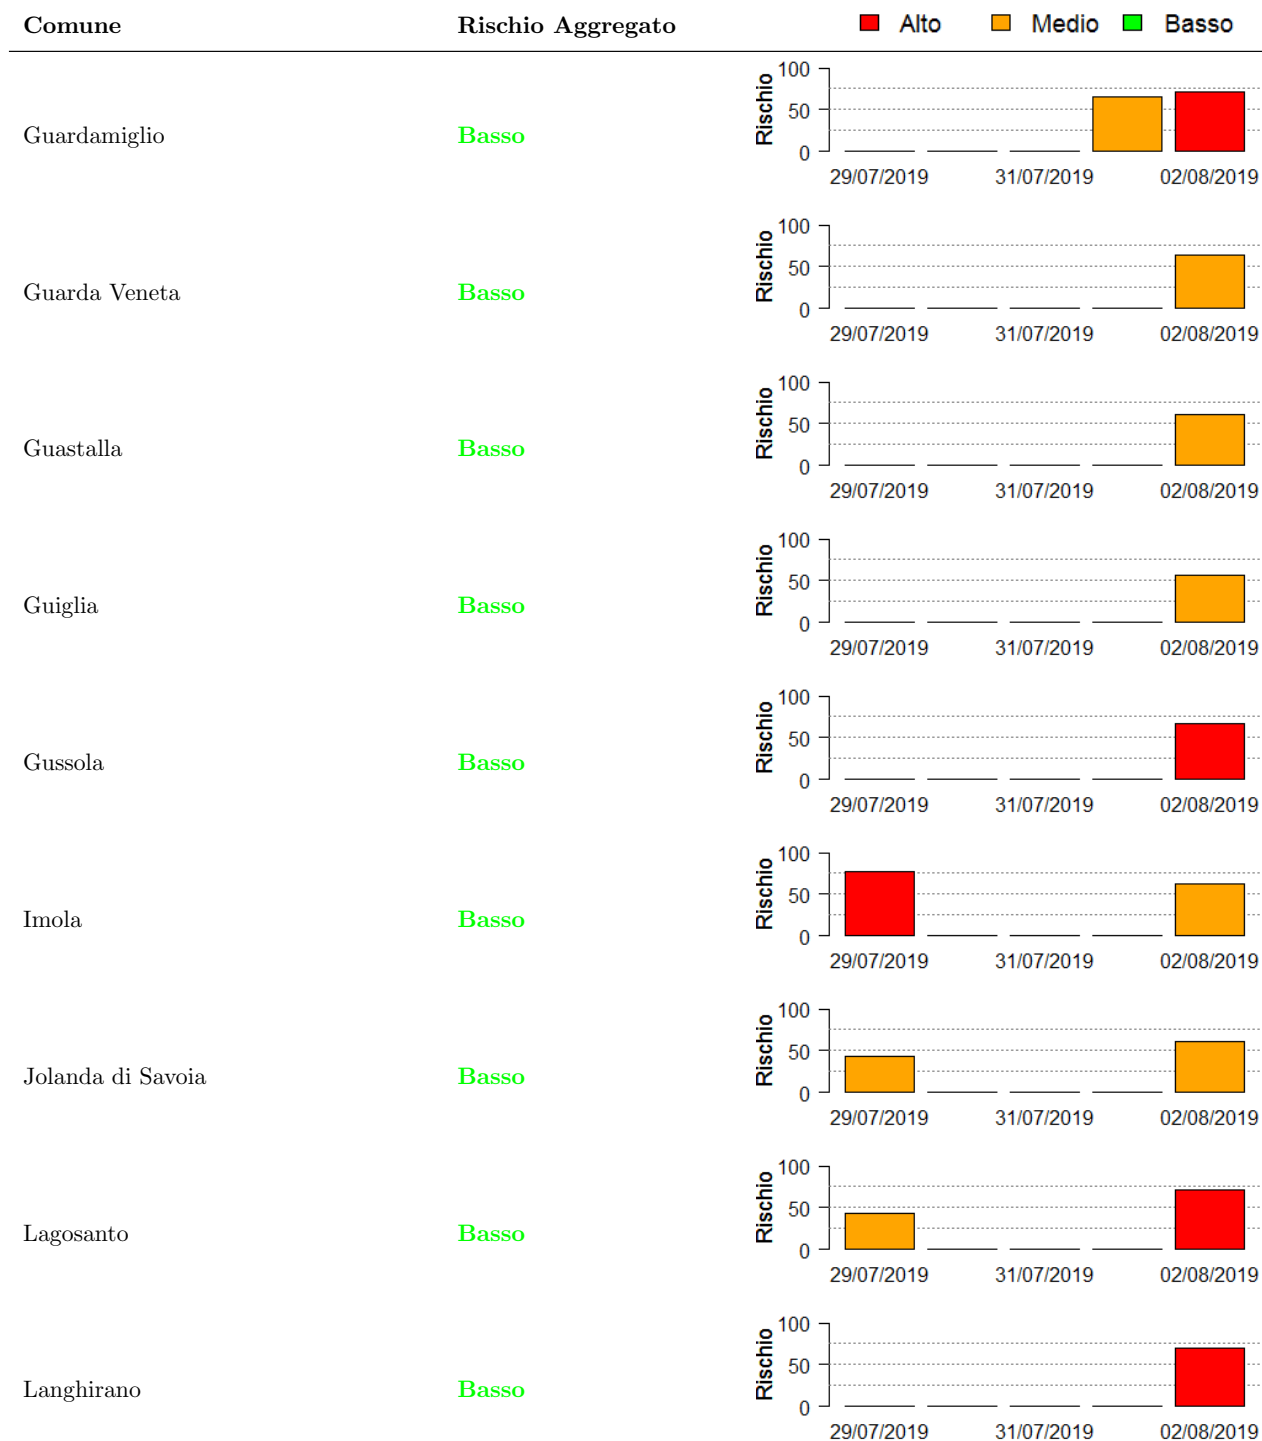 Comune Rischio Aggregato Alto Medio Basso
100
50
0
Rischio
Guardamiglio Basso
29/07/2019 31/07/2019 02/08/2019
100
50
0
Rischio
Guarda Veneta Basso
29/07/2019 31/07/2019 02/08/2019
100
50
0
Rischio
Guastalla Basso
29/07/2019 31/07/2019 02/08/2019
100
50
0
Rischio
Guiglia Basso
29/07/2019 31/07/2019 02/08/2019
100
50
0
Rischio
Gussola Basso
29/07/2019 31/07/2019 02/08/2019
100
50
0
Rischio
Imola Basso
29/07/2019 31/07/2019 02/08/2019
100
50
0
Rischio
Jolanda di Savoia Basso
29/07/2019 31/07/2019 02/08/2019
100
50
0
Rischio
Lagosanto Basso
29/07/2019 31/07/2019 02/08/2019
100
50
0
Rischio
Langhirano Basso
29/07/2019 31/07/2019 02/08/2019